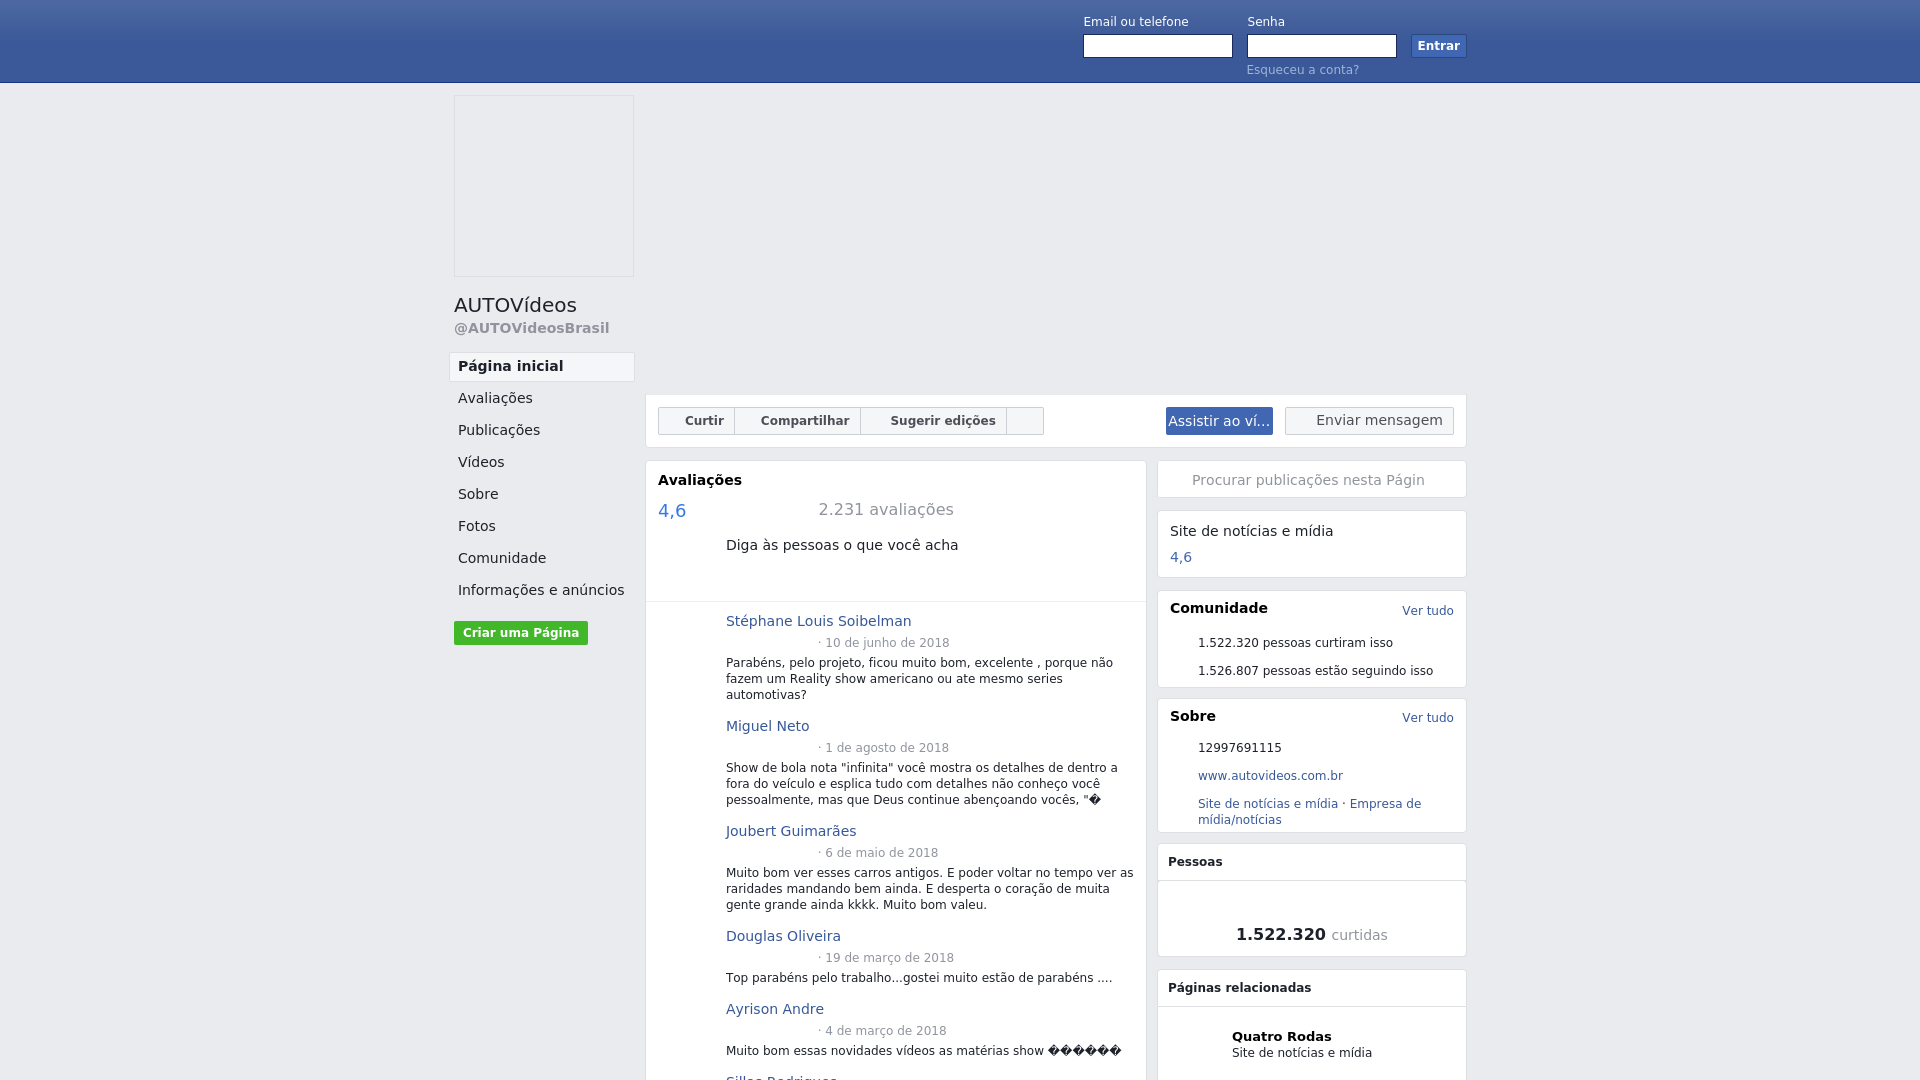 Email ou telefone
Senha
Entrar
Esqueceu a conta?
AUTOVídeos
@AUTOVideosBrasil
Página inicial
Avaliações
Publicações
Vídeos
Sobre
Fotos
Comunidade
Informações e anúncios
Criar uma Página
Curtir
Compartilhar
Sugerir edições
Assistir ao ví...
Enviar mensagem
Avaliações
4,6
2.231 avaliações
Diga às pessoas o que você acha
Stéphane Louis Soibelman
· 10 de junho de 2018
Parabéns, pelo projeto, ficou muito bom, excelente , porque não
fazem um Reality show americano ou ate mesmo series
automotivas?
Miguel Neto
· 1 de agosto de 2018
Show de bola nota "infinita" você mostra os detalhes de dentro a
fora do veículo e esplica tudo com detalhes não conheço você
pessoalmente, mas que Deus continue abençoando vocês, "�
Joubert Guimarães
· 6 de maio de 2018
Muito bom ver esses carros antigos. E poder voltar no tempo ver as
raridades mandando bem ainda. E desperta o coração de muita
gente grande ainda kkkk. Muito bom valeu.
Douglas Oliveira
· 19 de março de 2018
Top parabéns pelo trabalho...gostei muito estão de parabéns ....
Ayrison Andre
· 4 de março de 2018
Muito bom essas novidades vídeos as matérias show ������
Procurar publicações nesta Págin
Site de notícias e mídia
4,6
Comunidade
Ver tudo
1.522.320 pessoas curtiram isso
1.526.807 pessoas estão seguindo isso
Sobre
Ver tudo
12997691115
www.autovideos.com.br
Site de notícias e mídia · Empresa de
mídia/notícias
Pessoas
1.522.320 curtidas
Páginas relacionadas
Quatro Rodas
Site de notícias e mídia